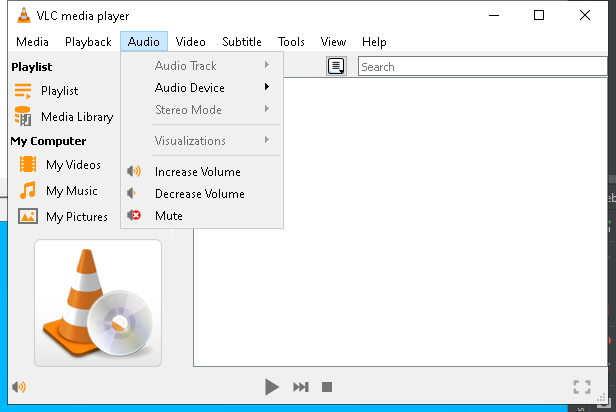 VLC media player
Media Playback Audio Video Subtitle Tools View Help
Playlist
Playlist
Media Library
My Computer
My Videos
My Music
My Pictures
Audio Track
Audio Device
Stereo Mode
Visualizations
Increase Volume
Decrease Volume
Mute
Search